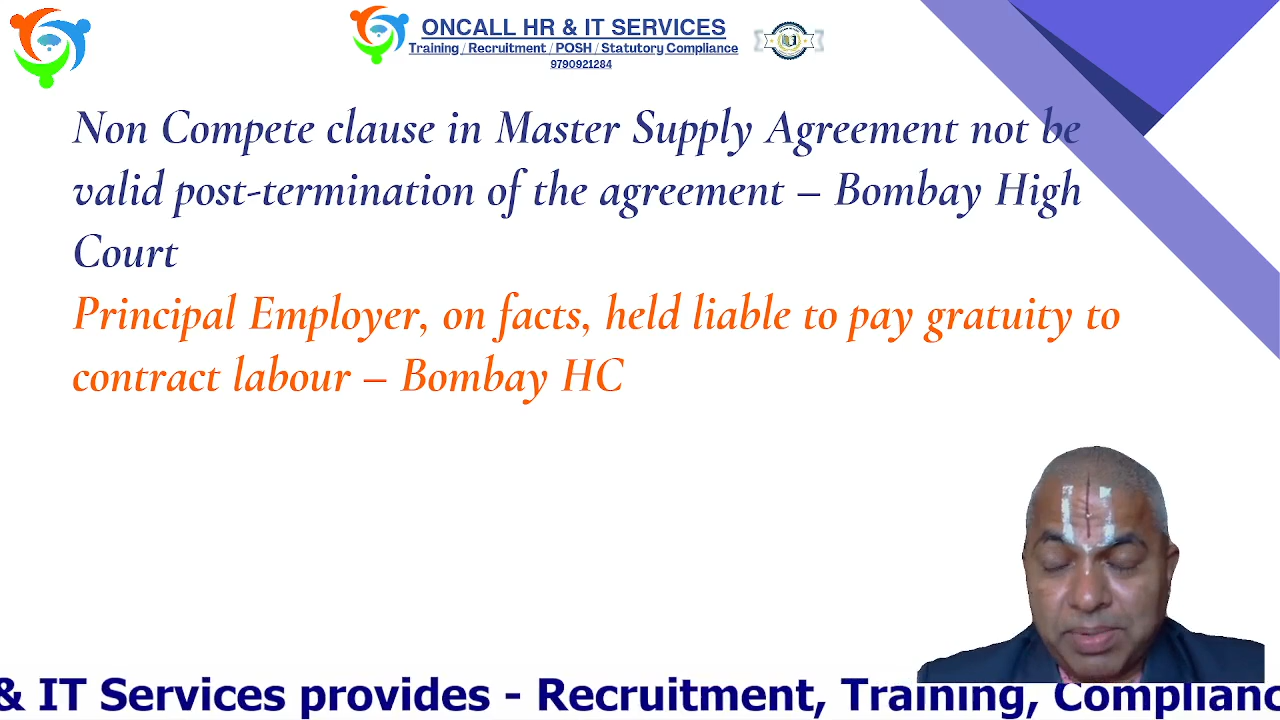 ONCALL HR & IT SERVICES
Training / Recruitment / POSH / Statutory Compliance
9790921284
Non Compete clause in Master Supply Agreement not be
valid post-termination of the agreement – Bombay High
Court
Principal Employer, on facts, held liable to pay gratuity to
contract labour – Bombay HC
& IT Services provides - Recruitment, Training, Complianc